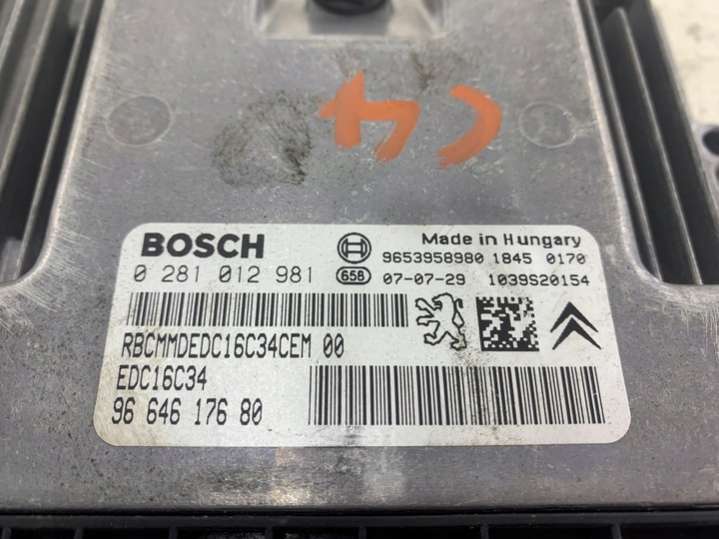 C4
BOSCH
Made in Hungary
9653958980 1845 0170
0 281 012 981
658 07-07-29 1039S20154
RBCMMDEDC16C34CEM 00
EDC16C34
96 646 176 80